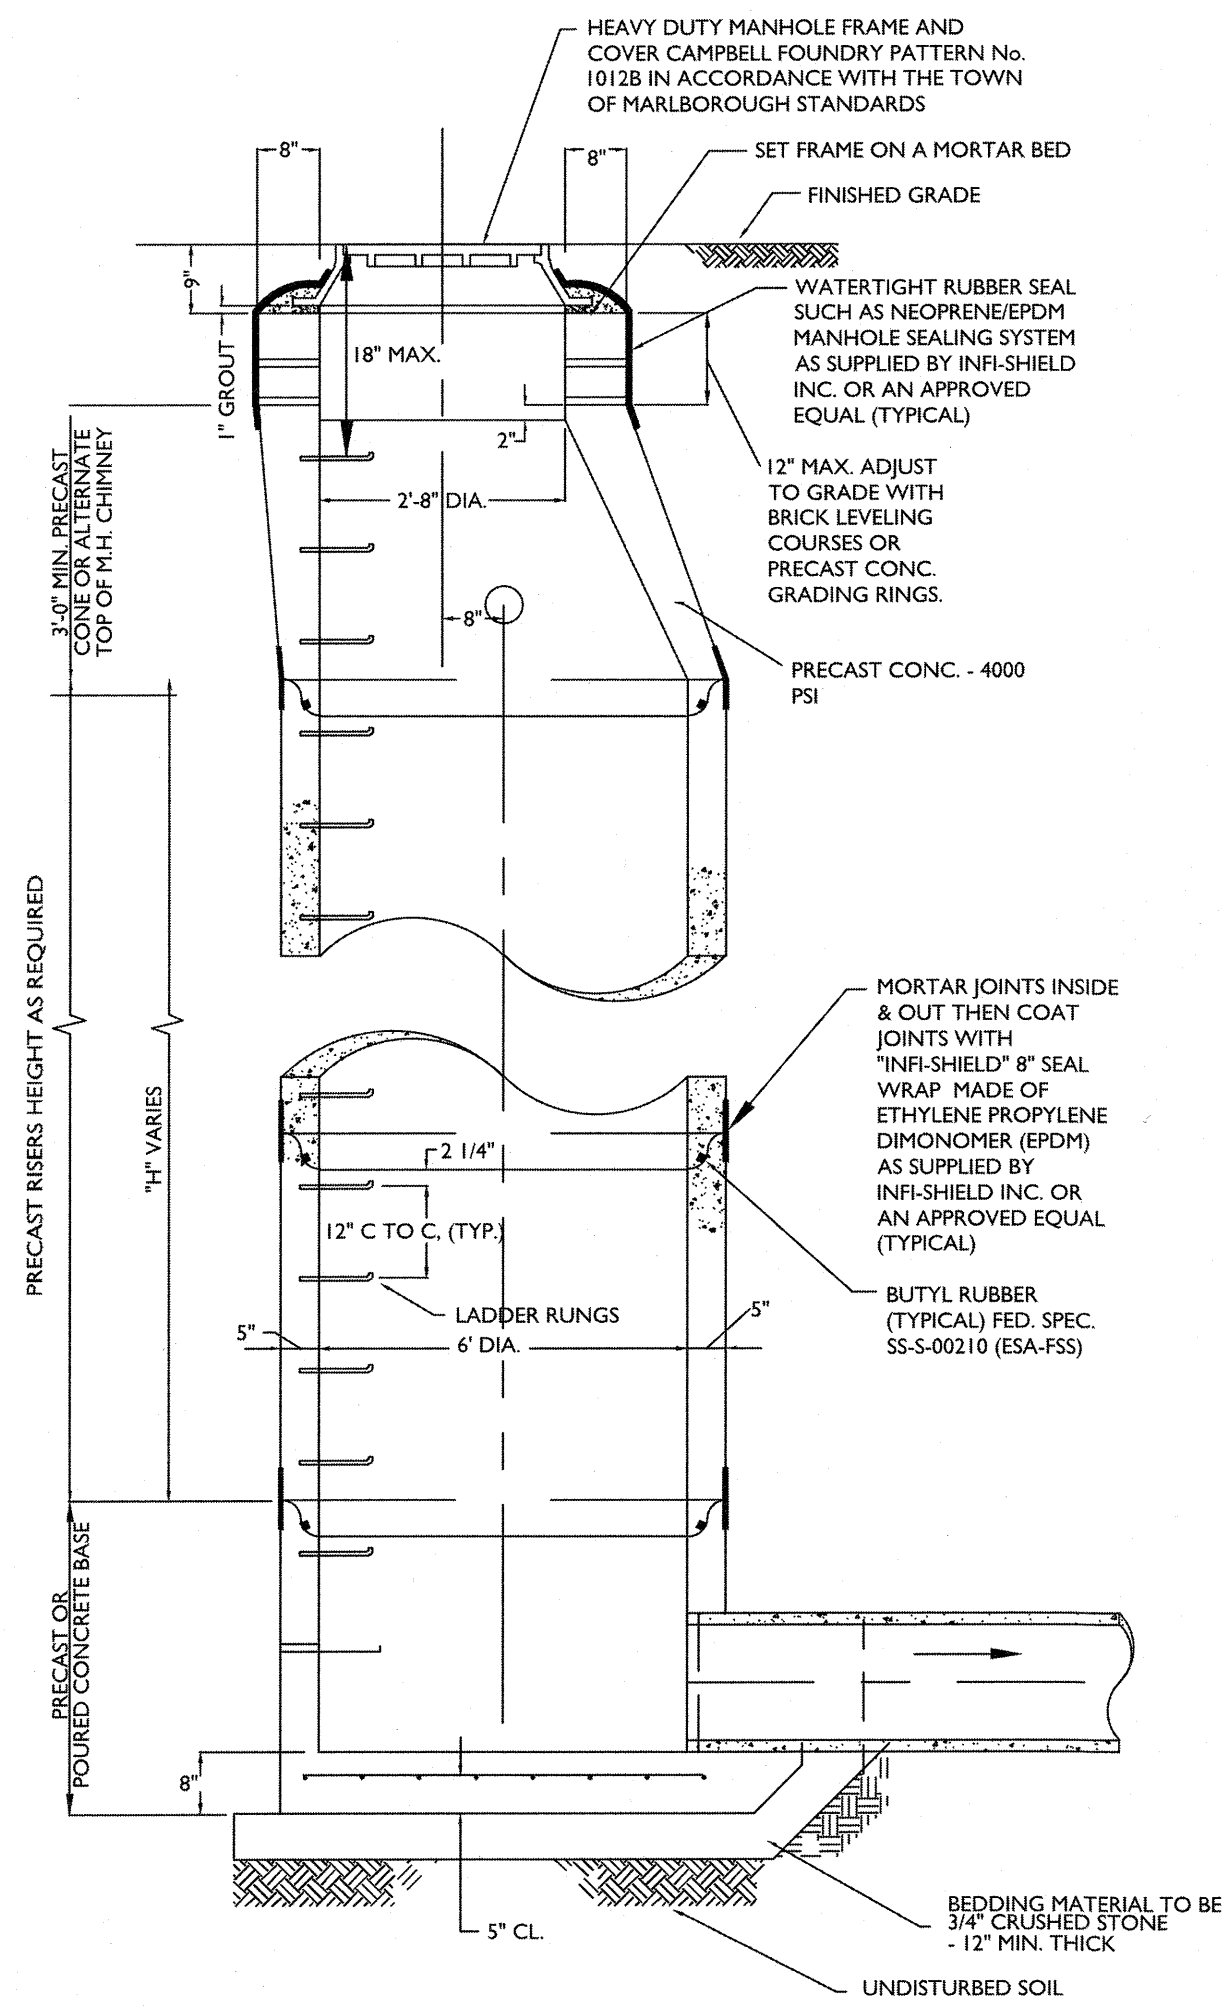 HEAVY DUTY MANHOLE FRAME AND
COVER CAMPBELL FOUNDRY PATTERN No.
1012B IN ACCORDANCE WITH THE TOWN
OF MARLBOROUGH STANDARDS
8"
8"
SET FRAME ON A MORTAR BED
FINISHED GRADE
9"
WATERTIGHT RUBBER SEAL
SUCH AS NEOPRENE/EPDM
MANHOLE SEALING SYSTEM
AS SUPPLIED BY INFI-SHIELD
INC. OR AN APPROVED
EQUAL (TYPICAL)
1" GROUT
18" MAX.
2"
12" MAX. ADJUST
TO GRADE WITH
BRICK LEVELING
COURSES OR
PRECAST CONC.
GRADING RINGS.
3'-0" MIN. PRECAST
CONE OR ALTERNATE
TOP OF M.H. CHIMNEY
2'-8" DIA.
8"
PRECAST CONC. - 4000
PSI
PRECAST RISERS HEIGHT AS REQUIRED
"H" VARIES
MORTAR JOINTS INSIDE
& OUT THEN COAT
JOINTS WITH
"INFI-SHIELD" 8" SEAL
WRAP MADE OF
ETHYLENE PROPYLENE
DIMONOMER (EPDM)
AS SUPPLIED BY
INFI-SHIELD INC. OR
AN APPROVED EQUAL
(TYPICAL)
2 1/4"
12" C TO C, (TYP.)
LADDER RUNGS
5"
6' DIA.
5"
BUTYL RUBBER
(TYPICAL) FED. SPEC.
SS-S-00210 (ESA-FSS)
PRECAST OR
POURED CONCRETE BASE
8"
5" CL.
BEDDING MATERIAL TO BE
3/4" CRUSHED STONE
- 12" MIN. THICK
UNDISTURBED SOIL